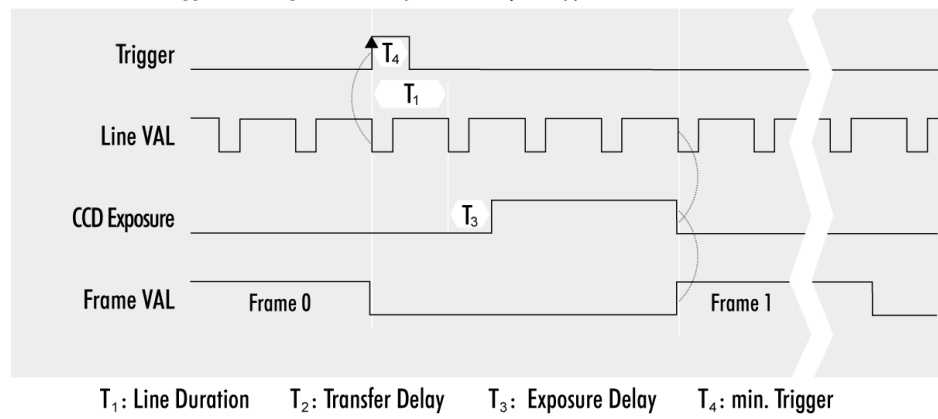 Trigger
T₄
T₁
Line VAL
CCD Exposure
T₃
Frame VAL
Frame 0
Frame 1
T₁: Line Duration T₂: Transfer Delay T₃: Exposure Delay T₄: min. Trigger